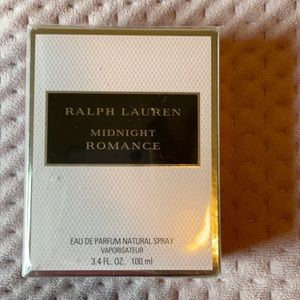 RALPH LAUREN
MIDNIGHT
ROMANCE
EAU DE PARFUM NATURAL SPRAY
VAPORISATEUR
3.4 FL. OZ. 100 ml